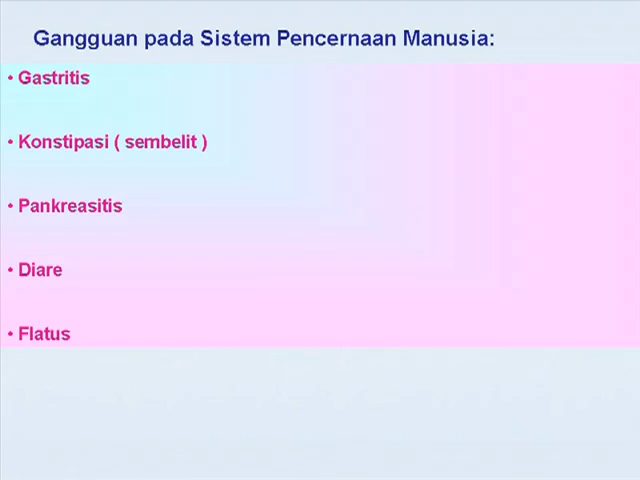 Gangguan pada Sistem Pencernaan Manusia:
• Gastritis
• Konstipasi ( sembelit )
• Pankreasitis
• Diare
• Flatus